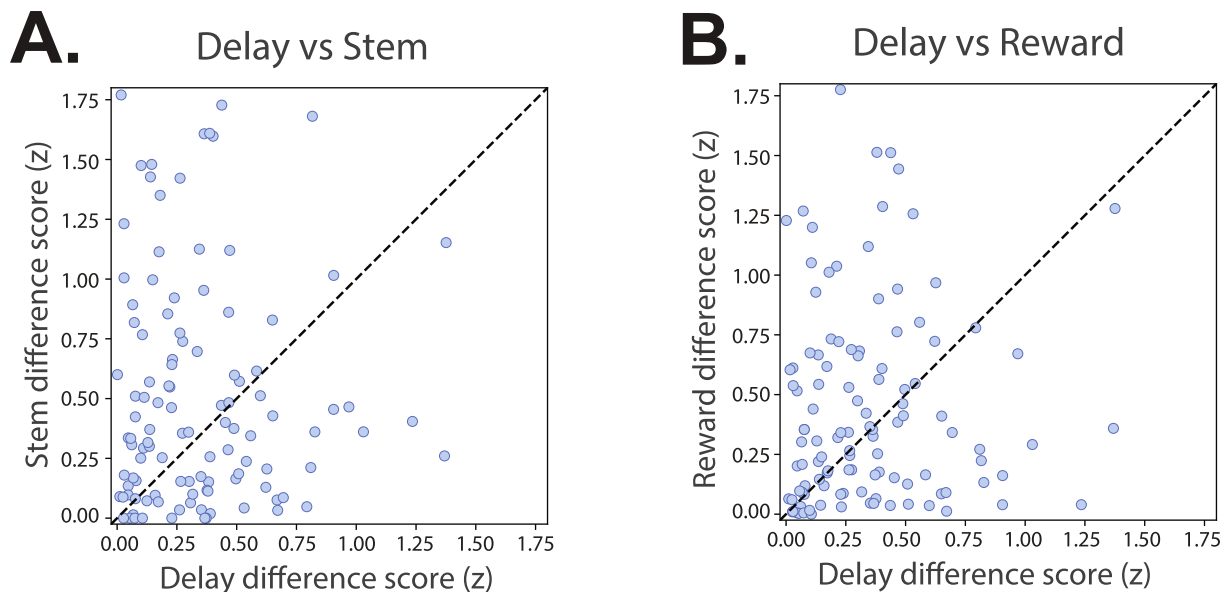 A.
Delay vs Stem
Stem difference score (z)
1.75
1.50
1.25
1.00
0.75
0.50
0.25
0.00
0.00 0.25 0.50 0.75 1.00 1.25 1.50 1.75
Delay difference score (z)
B.
Delay vs Reward
Reward difference score (z)
1.75
1.50
1.25
1.00
0.75
0.50
0.25
0.00
0.00 0.25 0.50 0.75 1.00 1.25 1.50 1.75
Delay difference score (z)